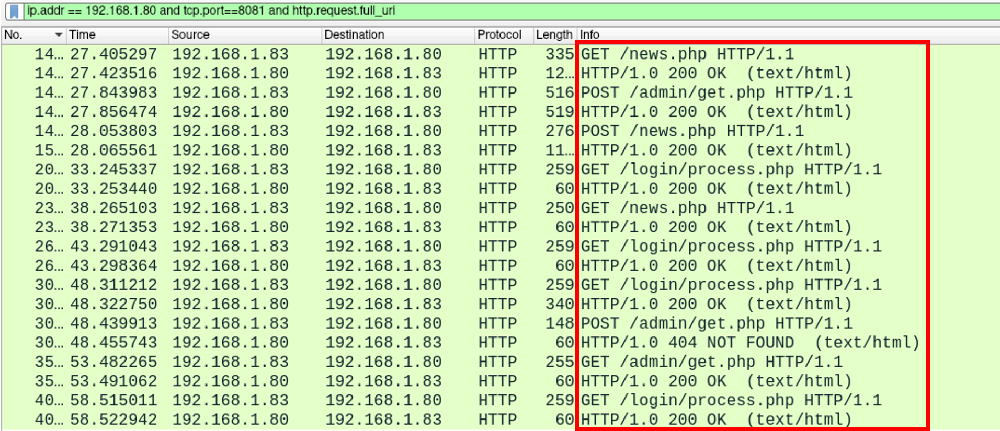 ip.addr == 192.168.1.80 and tcp.port==8081 and http.request.full_uri
No. Time Source Destination Protocol Length Info
14… 27.405297 192.168.1.83 192.168.1.80 HTTP 335 GET /news.php HTTP/1.1
14… 27.423516 192.168.1.80 192.168.1.83 HTTP 12… HTTP/1.0 200 OK (text/html)
14… 27.843983 192.168.1.83 192.168.1.80 HTTP 516 POST /admin/get.php HTTP/1.1
14… 27.856474 192.168.1.80 192.168.1.83 HTTP 519 HTTP/1.0 200 OK (text/html)
14… 28.053803 192.168.1.83 192.168.1.80 HTTP 276 POST /news.php HTTP/1.1
15… 28.065561 192.168.1.80 192.168.1.83 HTTP 11… HTTP/1.0 200 OK (text/html)
20… 33.245337 192.168.1.83 192.168.1.80 HTTP 259 GET /login/process.php HTTP/1.1
20… 33.253440 192.168.1.80 192.168.1.83 HTTP 60 HTTP/1.0 200 OK (text/html)
23… 38.265103 192.168.1.83 192.168.1.80 HTTP 250 GET /news.php HTTP/1.1
23… 38.271353 192.168.1.80 192.168.1.83 HTTP 60 HTTP/1.0 200 OK (text/html)
26… 43.291043 192.168.1.83 192.168.1.80 HTTP 259 GET /login/process.php HTTP/1.1
26… 43.298364 192.168.1.80 192.168.1.83 HTTP 60 HTTP/1.0 200 OK (text/html)
30… 48.311212 192.168.1.83 192.168.1.80 HTTP 259 GET /login/process.php HTTP/1.1
30… 48.322750 192.168.1.80 192.168.1.83 HTTP 340 HTTP/1.0 200 OK (text/html)
30… 48.439913 192.168.1.83 192.168.1.80 HTTP 148 POST /admin/get.php HTTP/1.1
30… 48.455743 192.168.1.80 192.168.1.83 HTTP 60 HTTP/1.0 404 NOT FOUND (text/html)
35… 53.482265 192.168.1.83 192.168.1.80 HTTP 255 GET /admin/get.php HTTP/1.1
35… 53.491062 192.168.1.80 192.168.1.83 HTTP 60 HTTP/1.0 200 OK (text/html)
40… 58.515011 192.168.1.83 192.168.1.80 HTTP 259 GET /login/process.php HTTP/1.1
40… 58.522942 192.168.1.80 192.168.1.83 HTTP 60 HTTP/1.0 200 OK (text/html)